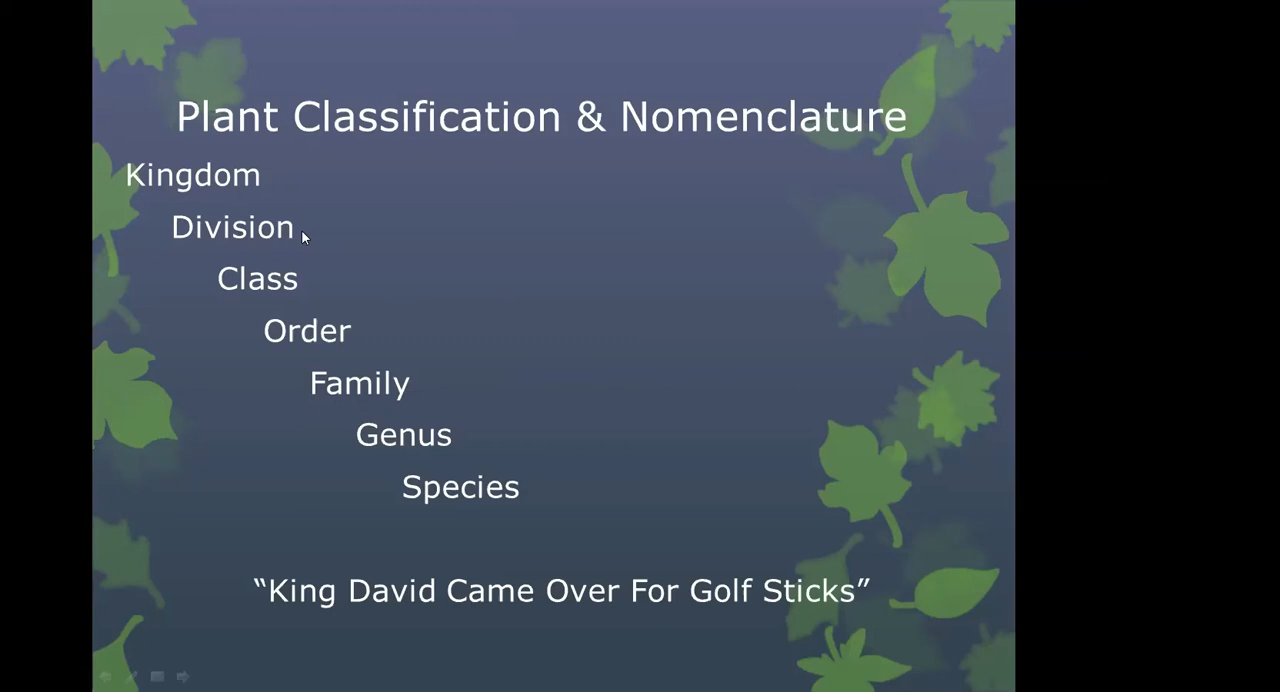 Plant Classification & Nomenclature
Kingdom
Division
Class
Order
Family
Genus
Species
“King David Came Over For Golf Sticks”